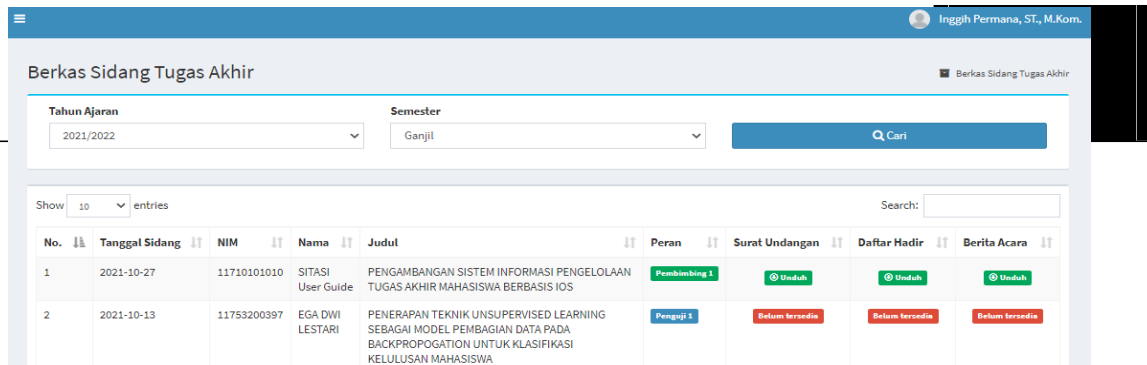 Inggih Permana, ST., M.Kom.
Berkas Sidang Tugas Akhir
Berkas Sidang Tugas Akhir
Tahun Ajaran
Semester
2021/2022
Ganjil
Cari
Show 10 entries
Search:
No. Tanggal Sidang NIM Nama Judul Peran Surat Undangan Daftar Hadir Berita Acara
1 2021-10-27 11710101010 SITASI PENGAMBANGAN SISTEM INFORMASI PENGELOLAAN Pembimbing 1 Unduh Unduh Unduh
User Guide TUGAS AKHIR MAHASISWA BERBASIS IOS
2 2021-10-13 11753200397 EGA DWI PENERAPAN TEKNIK UNSUPERVISED LEARNING Penguji 1 Belum tersedia Belum tersedia Belum tersedia
LESTARI SEBAGAI MODEL PEMBAGIAN DATA PADA
BACKPROPOGATION UNTUK KLASIFIKASI
KELULUSAN MAHASISWA